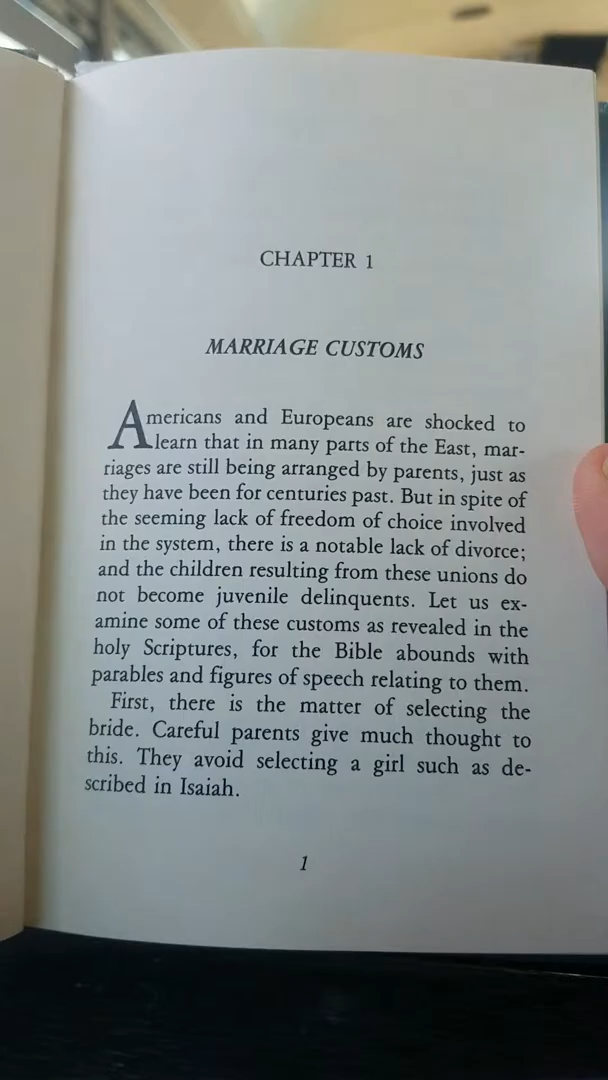 CHAPTER 1
MARRIAGE CUSTOMS
Americans and Europeans are shocked to
learn that in many parts of the East, mar-
riages are still being arranged by parents, just as
they have been for centuries past. But in spite of
the seeming lack of freedom of choice involved
in the system, there is a notable lack of divorce;
and the children resulting from these unions do
not become juvenile delinquents. Let us ex-
amine some of these customs as revealed in the
holy Scriptures, for the Bible abounds with
parables and figures of speech relating to them.
First, there is the matter of selecting the
bride. Careful parents give much thought to
this. They avoid selecting a girl such as de-
scribed in Isaiah.
1